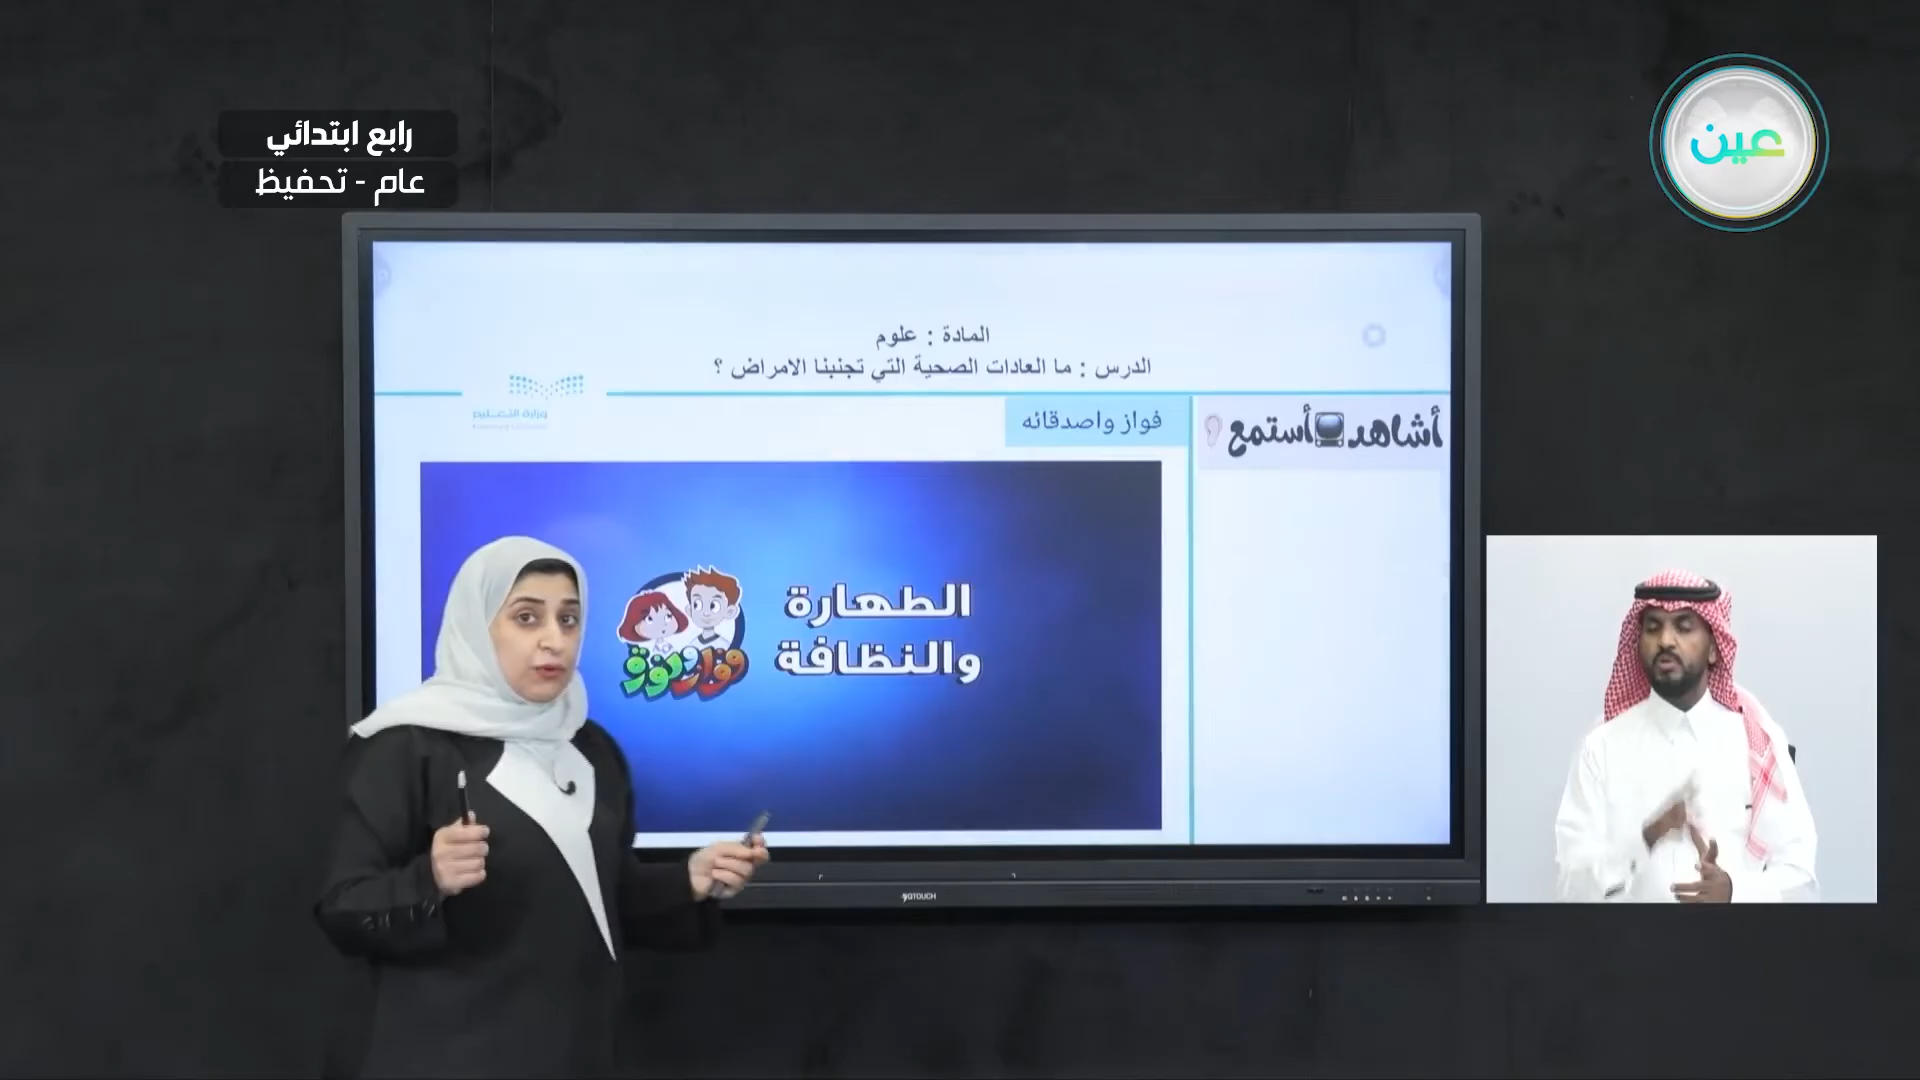 رابع ابتدائي
عام - تحفيظ
عين
المادة : علوم
الدرس : ما العادات الصحية التي تجنبنا الامراض ؟
وزارة التعليم
أشاهد أستمع
فواز واصدقائه
الطهارة
والنظافة
فواز ونورة